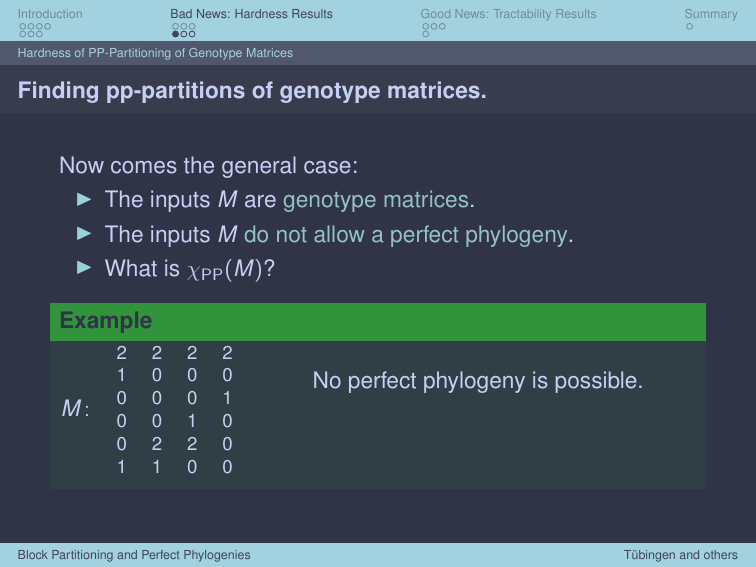 Introduction Bad News: Hardness Results Good News: Tractability Results Summary
Hardness of PP-Partitioning of Genotype Matrices
Finding pp-partitions of genotype matrices.
Now comes the general case:
The inputs M are genotype matrices.
The inputs M do not allow a perfect phylogeny.
What is χPP(M)?
Example
M:
2 2 2 2
1 0 0 0
0 0 0 1
0 0 1 0
0 2 2 0
1 1 0 0
No perfect phylogeny is possible.
Block Partitioning and Perfect Phylogenies Tübingen and others